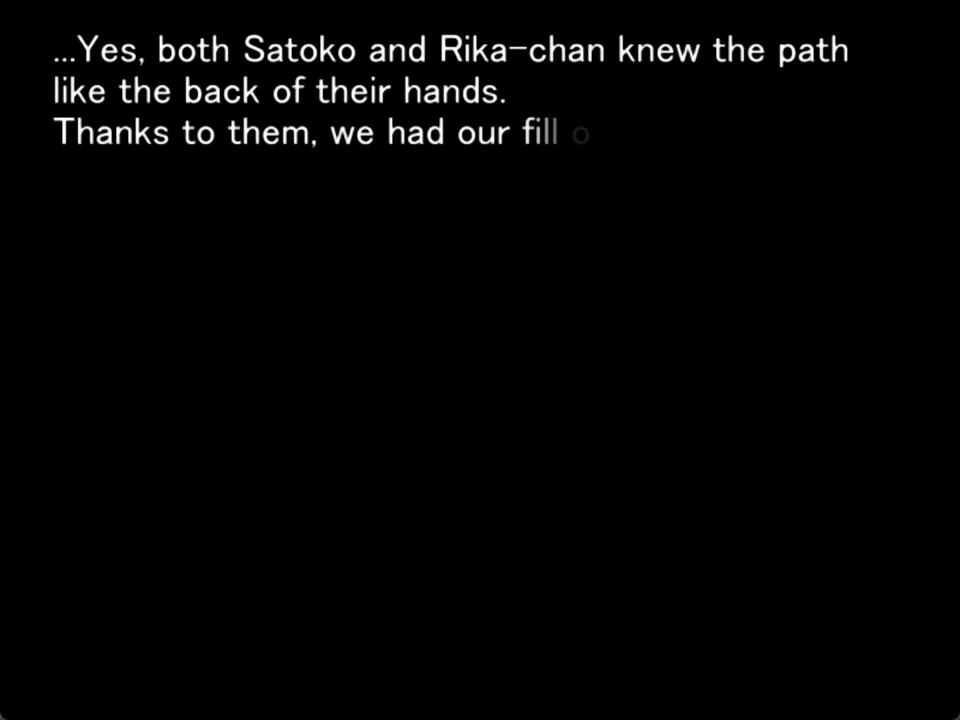 ...Yes, both Satoko and Rika-chan knew the path
like the back of their hands.
Thanks to them, we had our fill o